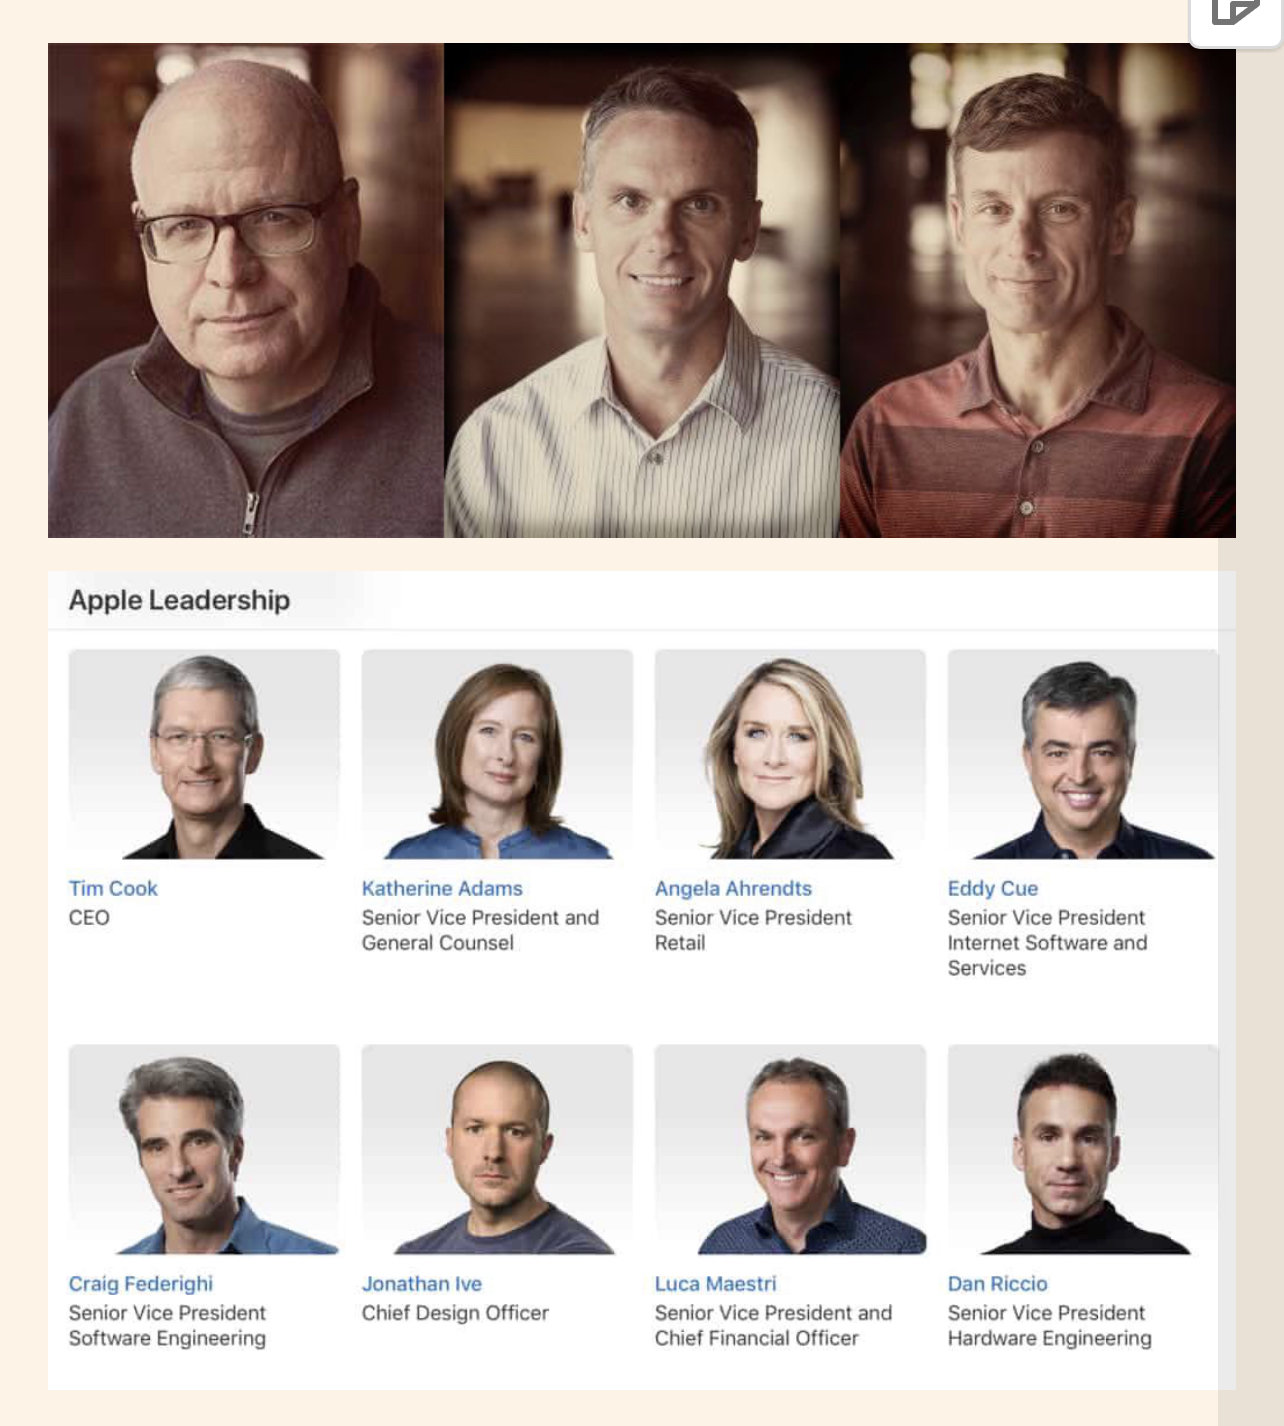 Apple Leadership
Tim Cook
CEO
Katherine Adams
Senior Vice President and
General Counsel
Angela Ahrendts
Senior Vice President
Retail
Eddy Cue
Senior Vice President
Internet Software and
Services
Craig Federighi
Senior Vice President
Software Engineering
Jonathan Ive
Chief Design Officer
Luca Maestri
Senior Vice President and
Chief Financial Officer
Dan Riccio
Senior Vice President
Hardware Engineering